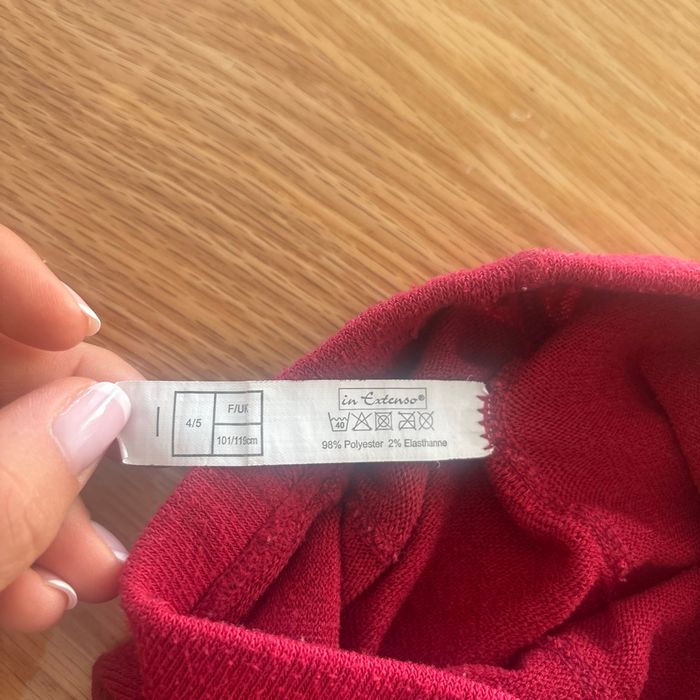 4/5
F/UK
101/119cm
in Extenso®
40
98% Polyester 2% Elasthanne